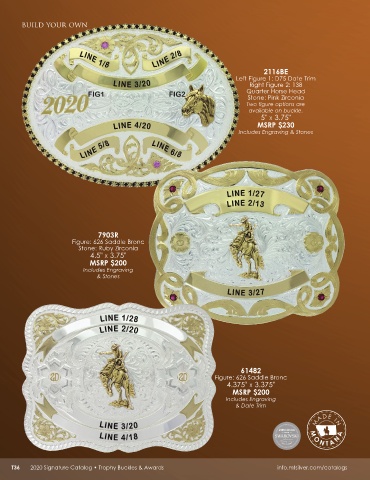 BUILD YOUR OWN
LINE 1/8
LINE 2/8
LINE 3/20
FIG1
FIG2
2020
LINE 4/20
LINE 5/8
LINE 6/8
2116BE
Left Figure 1: D75 Date Trim
Right Figure 2: 138
Quarter Horse Head
Stone: Pink Zirconia
Two figure options are
available on buckle.
5" x 3.75"
MSRP $230
Includes Engraving & Stones
LINE 1/27
LINE 2/13
LINE 3/27
7903R
Figure: 626 Saddle Bronc
Stone: Ruby Zirconia
4.5" x 3.75"
MSRP $200
Includes Engraving
& Stones
LINE 1/28
LINE 2/20
20
20
LINE 3/20
LINE 4/18
61482
Figure: 626 Saddle Bronc
4.375" x 3.375"
MSRP $200
Includes Engraving
& Date Trim
SWAROVSKI
MADE IN
MONTANA
136
2020 Signature Catalog • Trophy Buckles & Awards
info.mtsilver.com/catalogs